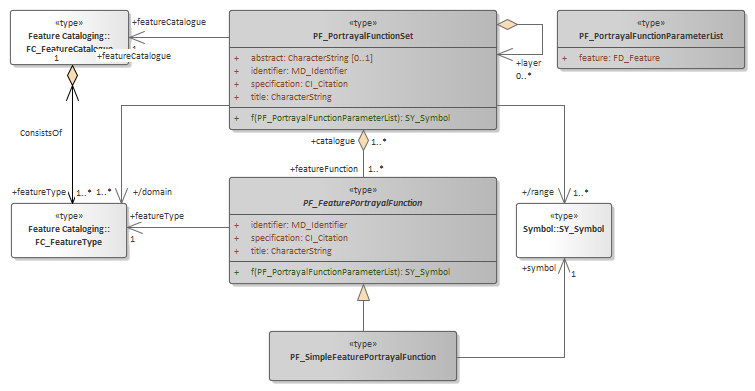 «type»
Feature Cataloging::
FC_FeatureCatalogue
1
+featureCatalogue
1
+featureCatalogue
«type»
PF_PortrayalFunctionSet
+ abstract: CharacterString [0..1]
+ identifier: MD_Identifier
+ specification: CI_Citation
+ title: CharacterString
+ f(PF_PortrayalFunctionParameterList): SY_Symbol
+layer
0..*
«type»
PF_PortrayalFunctionParameterList
+ feature: FD_Feature
ConsistsOf
+catalogue
1..*
+featureFunction
1..*
+featureType
1..*
1..*
+/domain
+/range
1..*
«type»
Feature Cataloging::
FC_FeatureType
+featureType
1
«type»
PF_FeaturePortrayalFunction
+ identifier: MD_Identifier
+ specification: CI_Citation
+ title: CharacterString
+ f(PF_PortrayalFunctionParameterList): SY_Symbol
«type»
Symbol::SY_Symbol
+symbol
1
«type»
PF_SimpleFeaturePortrayalFunction